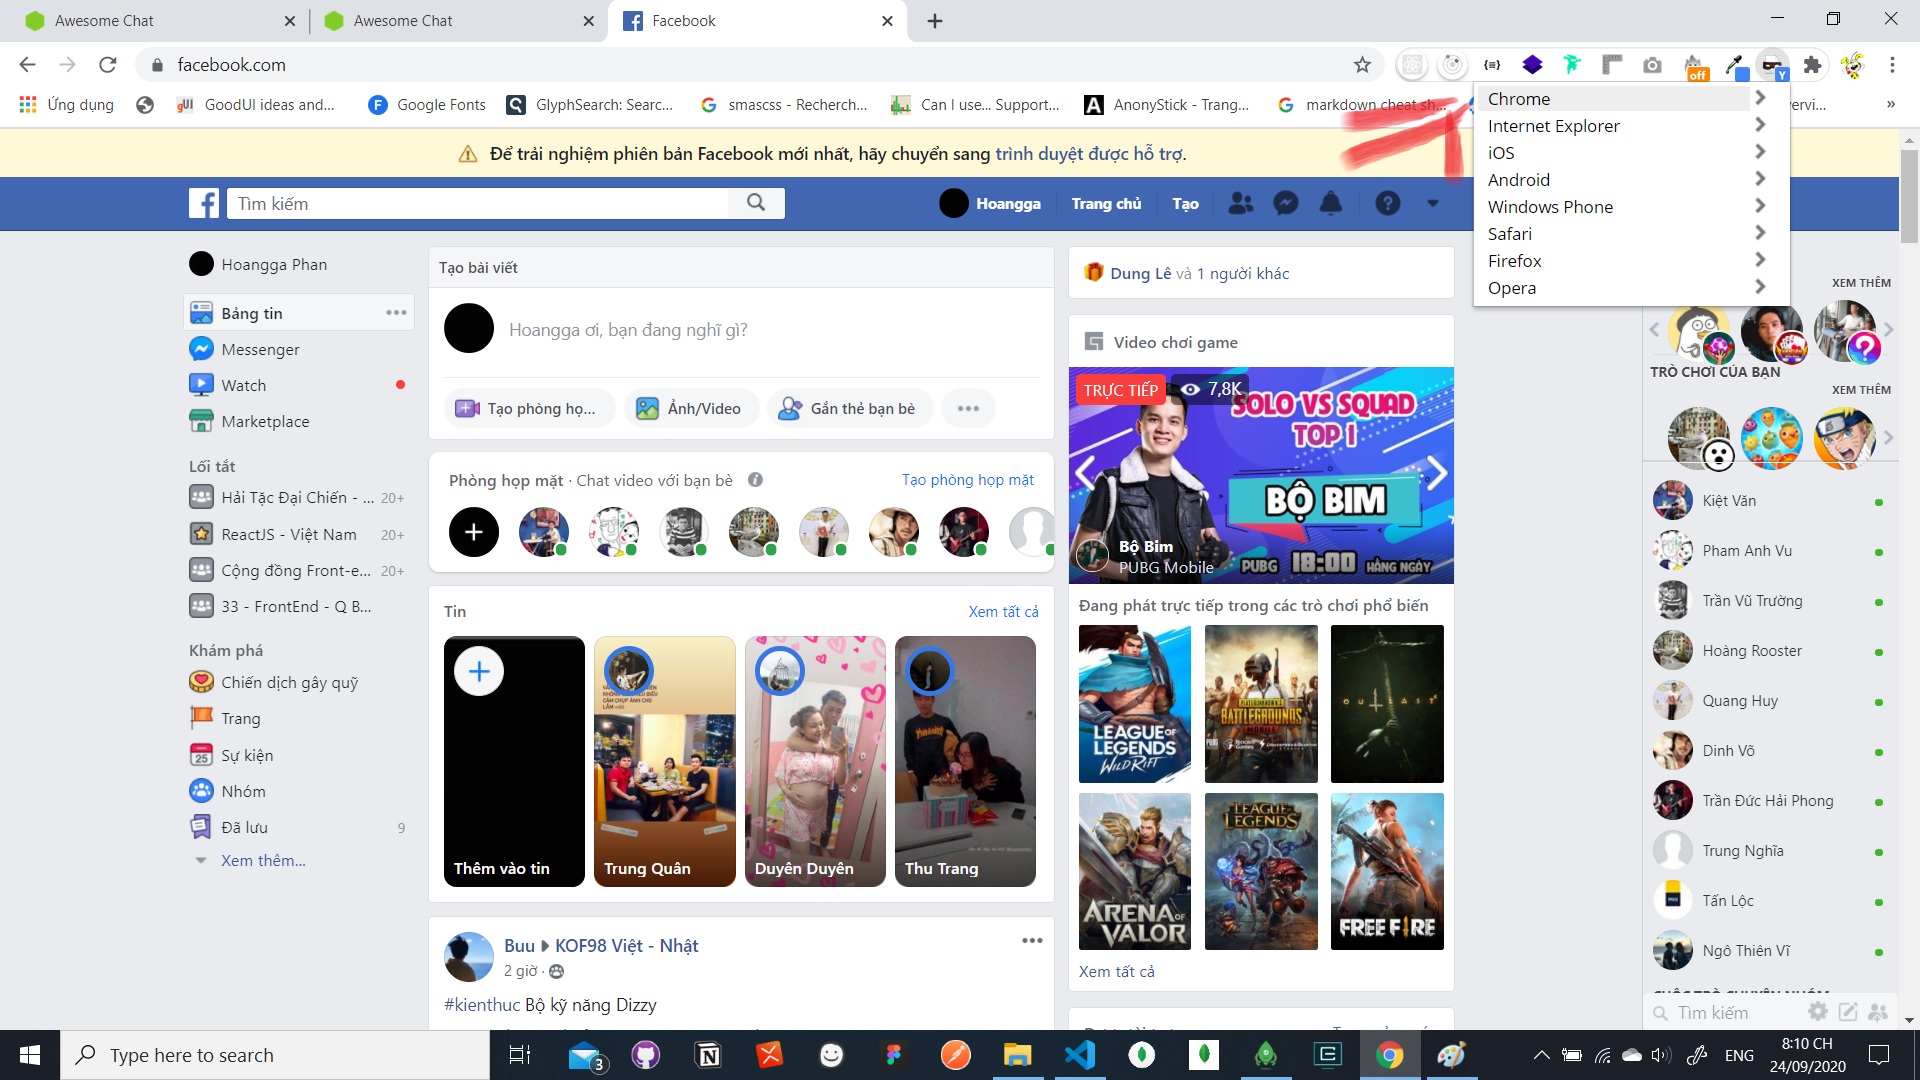 Awesome Chat
Awesome Chat
Facebook
facebook.com
off
Y
Ứng dụng
gUI GoodUI ideas and...
Google Fonts
GlyphSearch: Searc...
smascss - Recherch...
Can I use... Support...
AnonyStick - Trang...
markdown cheat sh...
Chrome
Internet Explorer
iOS
Android
Windows Phone
Safari
Firefox
Opera
Để trải nghiệm phiên bản Facebook mới nhất, hãy chuyển sang trình duyệt được hỗ trợ.
Tìm kiếm
Hoangga
Trang chủ
Tạo
Hoangga Phan
Bảng tin
Messenger
Watch
Marketplace
Lối tắt
Hải Tặc Đại Chiến - ... 20+
ReactJS - Việt Nam 20+
Cộng đồng Front-e... 20+
33 - FrontEnd - Q B...
Khám phá
Chiến dịch gây quỹ
Trang
Sự kiện
25
Nhóm
Đã lưu 9
Xem thêm...
Tạo bài viết
Hoangga ơi, bạn đang nghĩ gì?
Tạo phòng họ...
Ảnh/Video
Gắn thẻ bạn bè
Phòng họp mặt · Chat video với bạn bè
Tạo phòng họp mặt
Tin
Xem tất cả
Thêm vào tin
Trung Quân
Duyên Duyên
Thu Trang
Buu KOF98 Việt - Nhật
2 giờ ·
#kienthuc Bộ kỹ năng Dizzy
Dung Lê và 1 người khác
Video chơi game
TRỰC TIẾP 7,8K
SOLO VS SQUAD
TOP 1
BỘ BIM
Bộ Bim
PUBG Mobile
PUBG 18:00 HÀNG NGÀY
Đang phát trực tiếp trong các trò chơi phổ biến
LEAGUE OF LEGENDS WILD RIFT
BATTLEGROUNDS
OUTLAST
ARENA OF VALOR
LEAGUE OF LEGENDS
FREE FIRE
Xem tất cả
XEM THÊM
TRÒ CHƠI CỦA BẠN
XEM THÊM
Kiệt Văn
Pham Anh Vu
Trần Vũ Trường
Hoàng Rooster
Quang Huy
Dinh Võ
Trần Đức Hải Phong
Trung Nghĩa
Tấn Lộc
Ngô Thiên Vĩ
Tìm kiếm
Type here to search
3
ENG
8:10 CH
24/09/2020